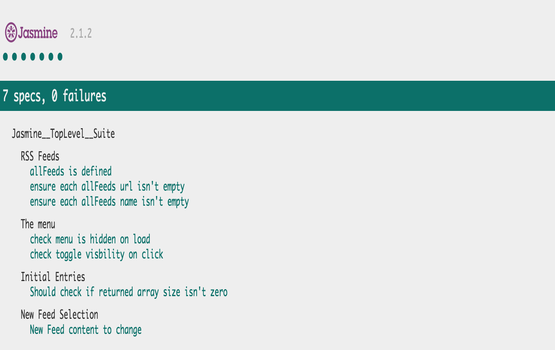 Jasmine 2.1.2
7 specs, 0 failures
Jasmine__TopLevel__Suite
RSS Feeds
allFeeds is defined
ensure each allFeeds url isn't empty
ensure each allFeeds name isn't empty
The menu
check menu is hidden on load
check toggle visbility on click
Initial Entries
Should check if returned array size isn't zero
New Feed Selection
New Feed content to change